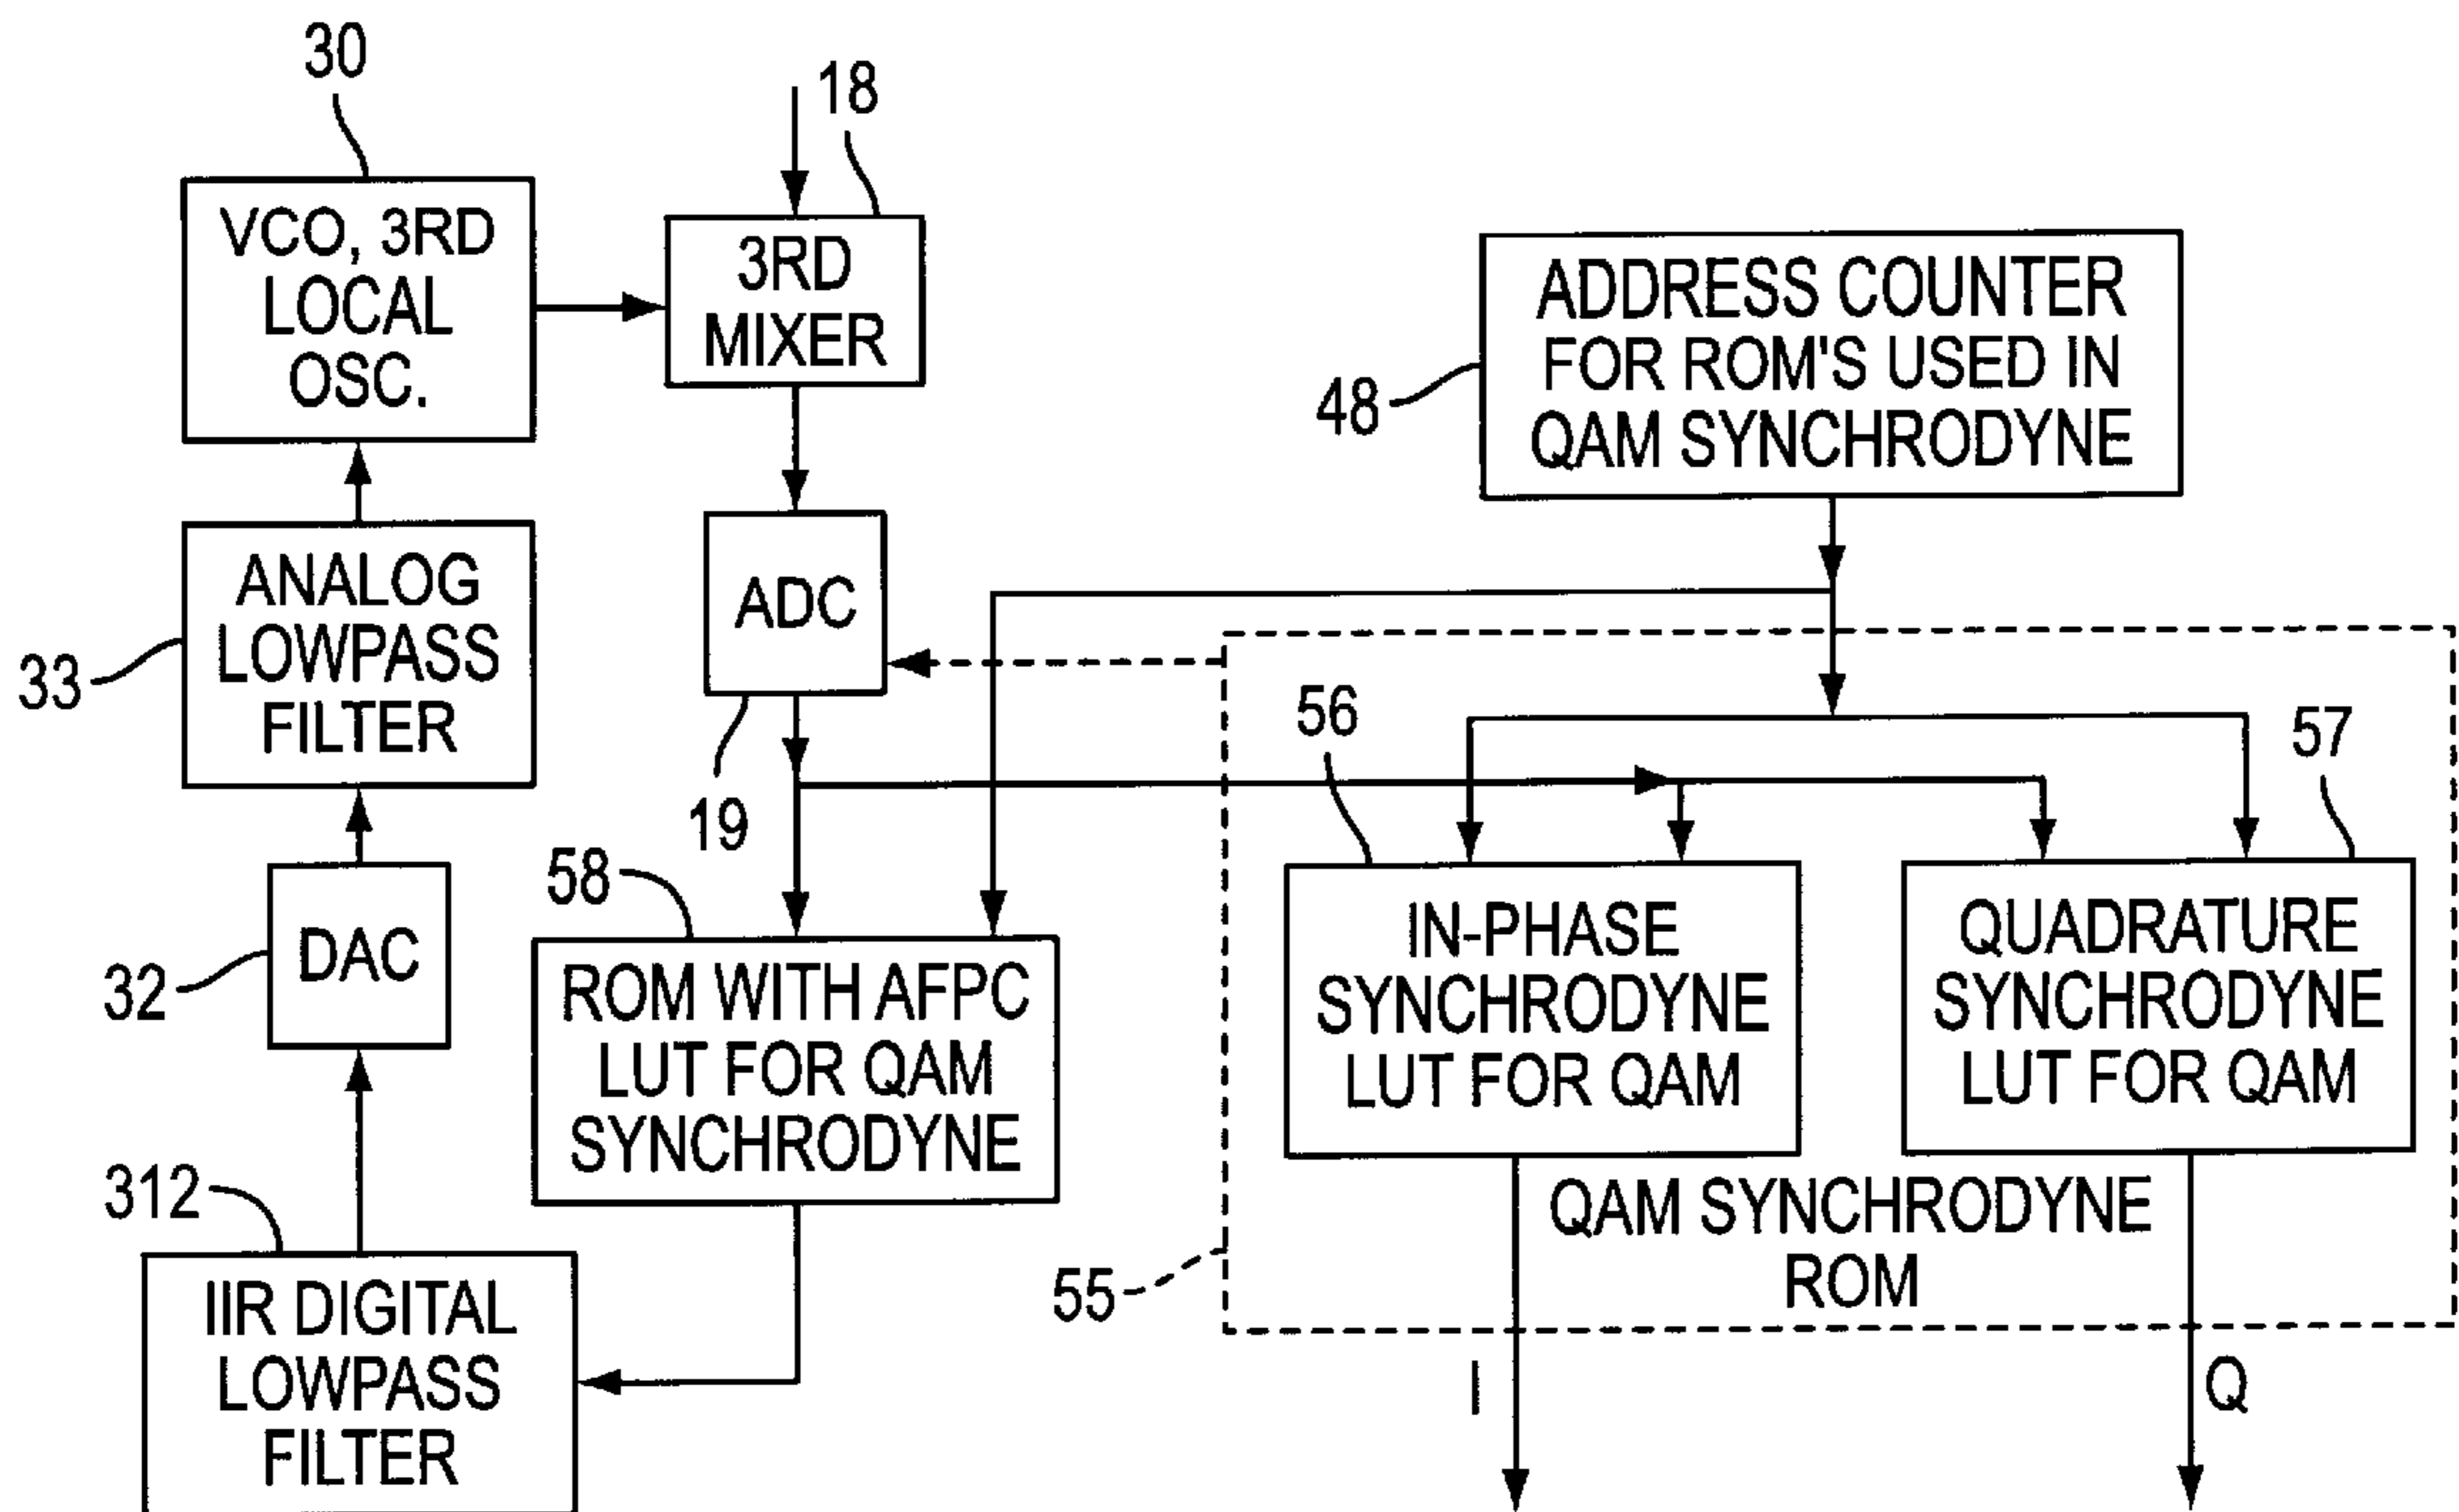 30
18
VCO, 3RD
LOCAL
OSC.
3RD
MIXER
ADDRESS COUNTER
FOR ROM'S USED IN
QAM SYNCHRODYNE
48
ANALOG
LOWPASS
FILTER
33
ADC
19
56
57
58
DAC
32
ROM WITH AFPC
LUT FOR QAM
SYNCHRODYNE
IN-PHASE
SYNCHRODYNE
LUT FOR QAM
QUADRATURE
SYNCHRODYNE
LUT FOR QAM
312
IIR DIGITAL
LOWPASS
FILTER
QAM SYNCHRODYNE
ROM
55
I
Q